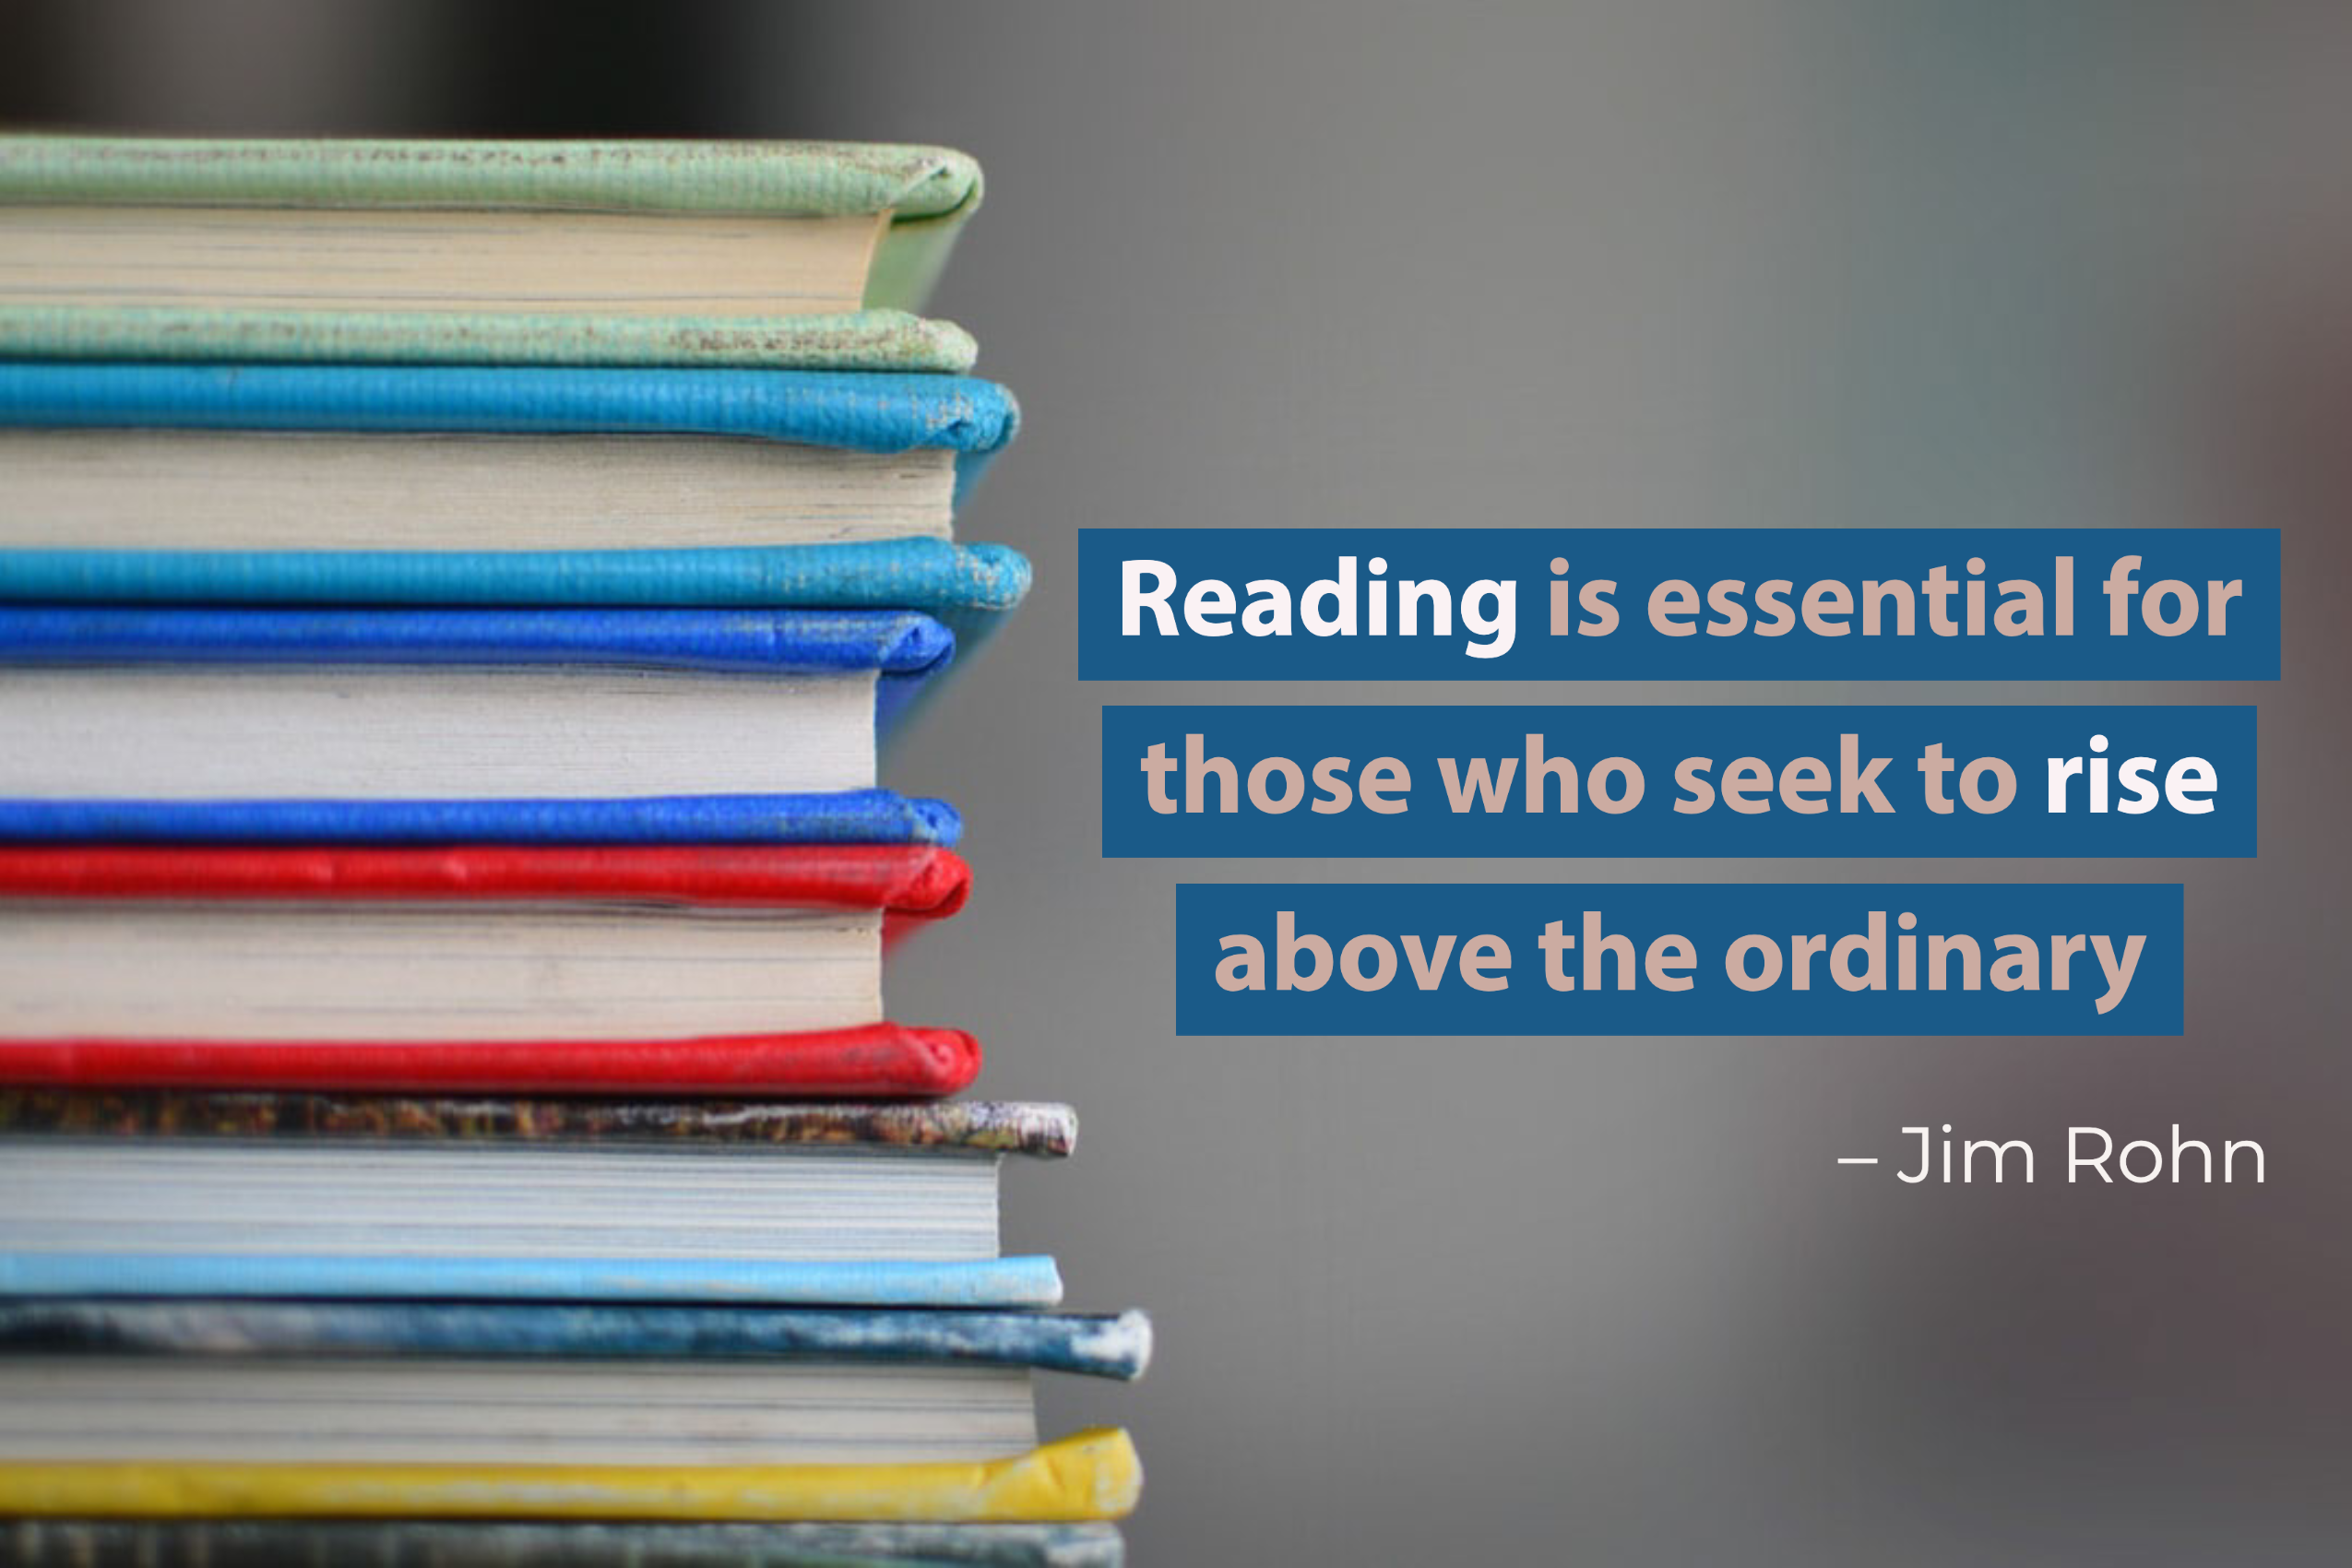 Reading is essential for
those who seek to rise
above the ordinary
– Jim Rohn